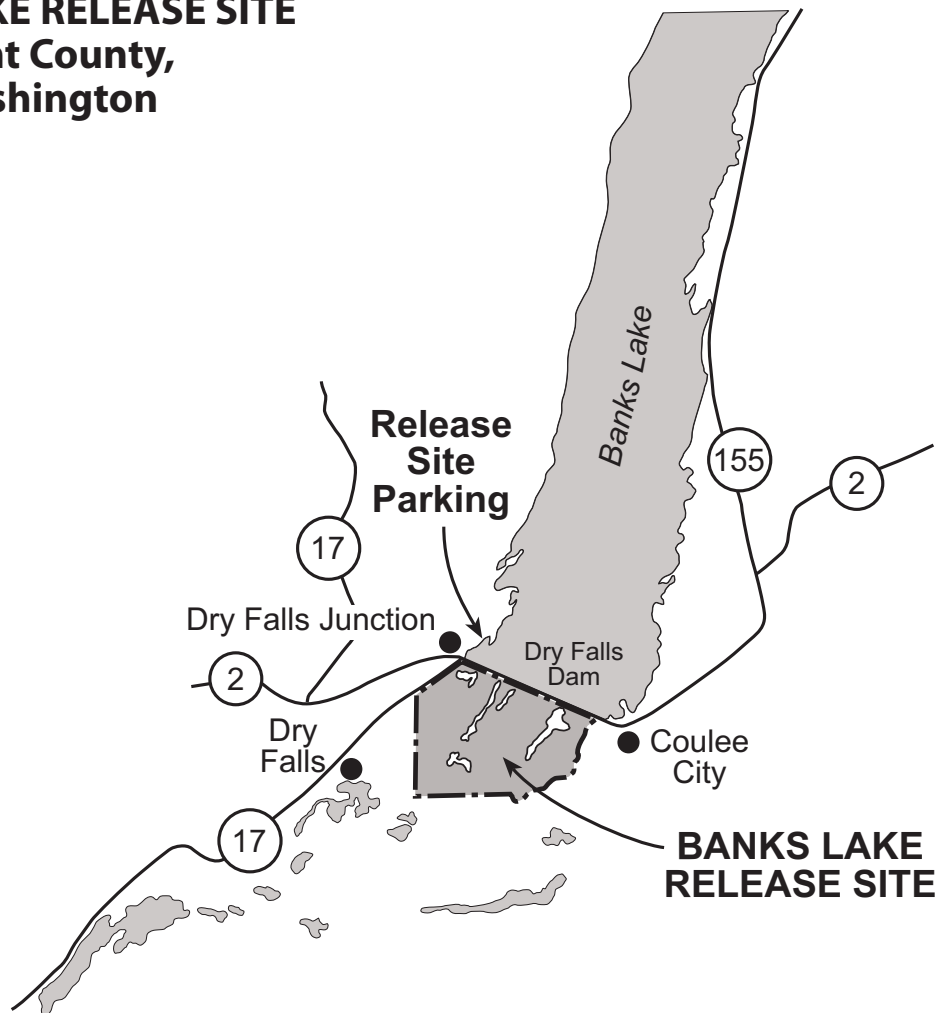 KE RELEASE SITE
nt County,
shington
Banks Lake
Release
Site
Parking
155
2
17
Dry Falls Junction
2
Dry Falls
Dam
Dry
Falls
Coulee
City
17
BANKS LAKE
RELEASE SITE